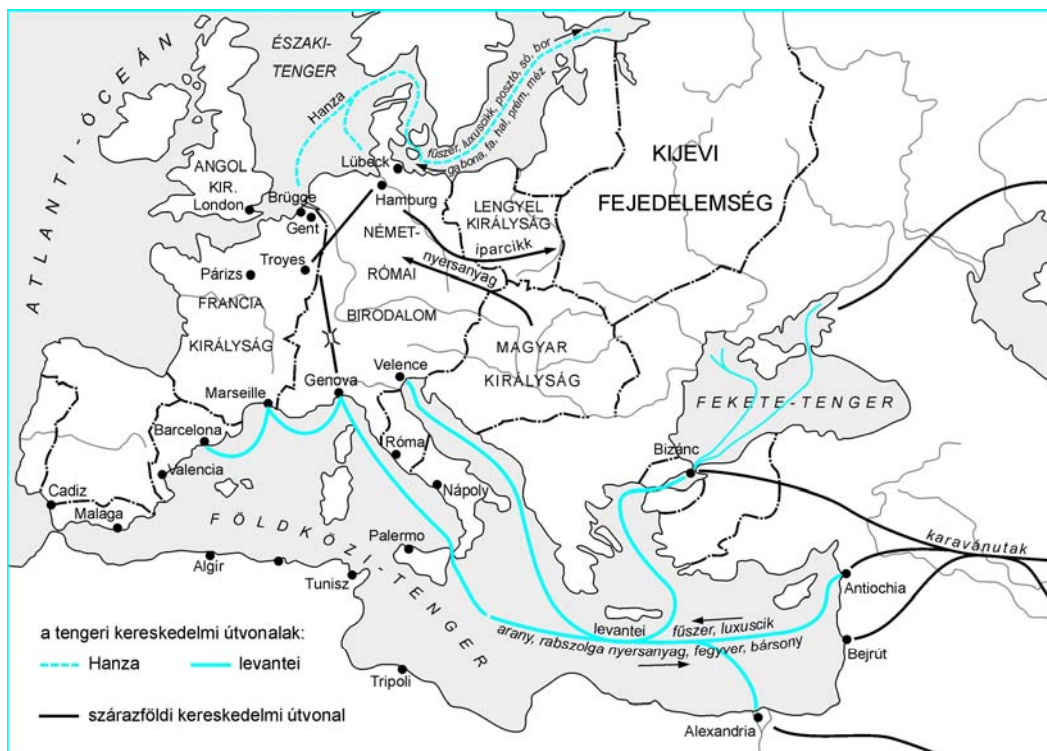 ATLANTI-ÓCEÁN
ÉSZAKI-
TENGER
Hanza
fűszer, luxuscikk, posztó, só, bor
gabona, fa, hal, prém, méz
ANGOL
KIR.
London
Brügge
Gent
Lübeck
Hamburg
LENGYEL
KIRÁLYSÁG
KIJEVI
FEJEDELEMSÉG
NÉMET-
RÓMAI
BIRODALOM
iparcikk
nyersanyag
Troyes
Párizs
FRANCIA
KIRÁLYSÁG
MAGYAR
KIRÁLYSÁG
Velence
Genova
Marseille
Barcelona
Valencia
Cadiz
Malaga
Róma
Nápoly
FEKETE-TENGER
Bizánc
FÖLDKÖZI-TENGER
Palermo
Algír
Tunisz
karavánutak
Antiochia
levantei
fűszer, luxuscik
arany, rabszolga nyersanyag, fegyver, bársony
Bejrút
Tripoli
Alexandria
a tengeri kereskedelmi útvonalak:
Hanza levantei
szárazföldi kereskedelmi útvonal